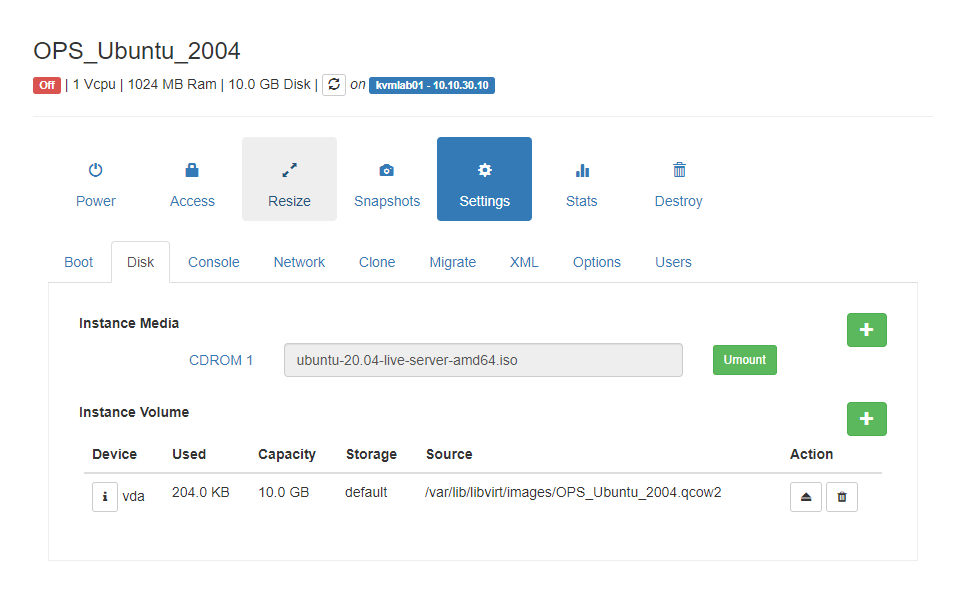 OPS_Ubuntu_2004
Off | 1 Vcpu | 1024 MB Ram | 10.0 GB Disk | on kvmlab01 - 10.10.30.10
Power Access Resize Snapshots Settings Stats Destroy
Boot Disk Console Network Clone Migrate XML Options Users
Instance Media
CDROM 1 ubuntu-20.04-live-server-amd64.iso Umount
Instance Volume
Device Used Capacity Storage Source Action
vda 204.0 KB 10.0 GB default /var/lib/libvirt/images/OPS_Ubuntu_2004.qcow2